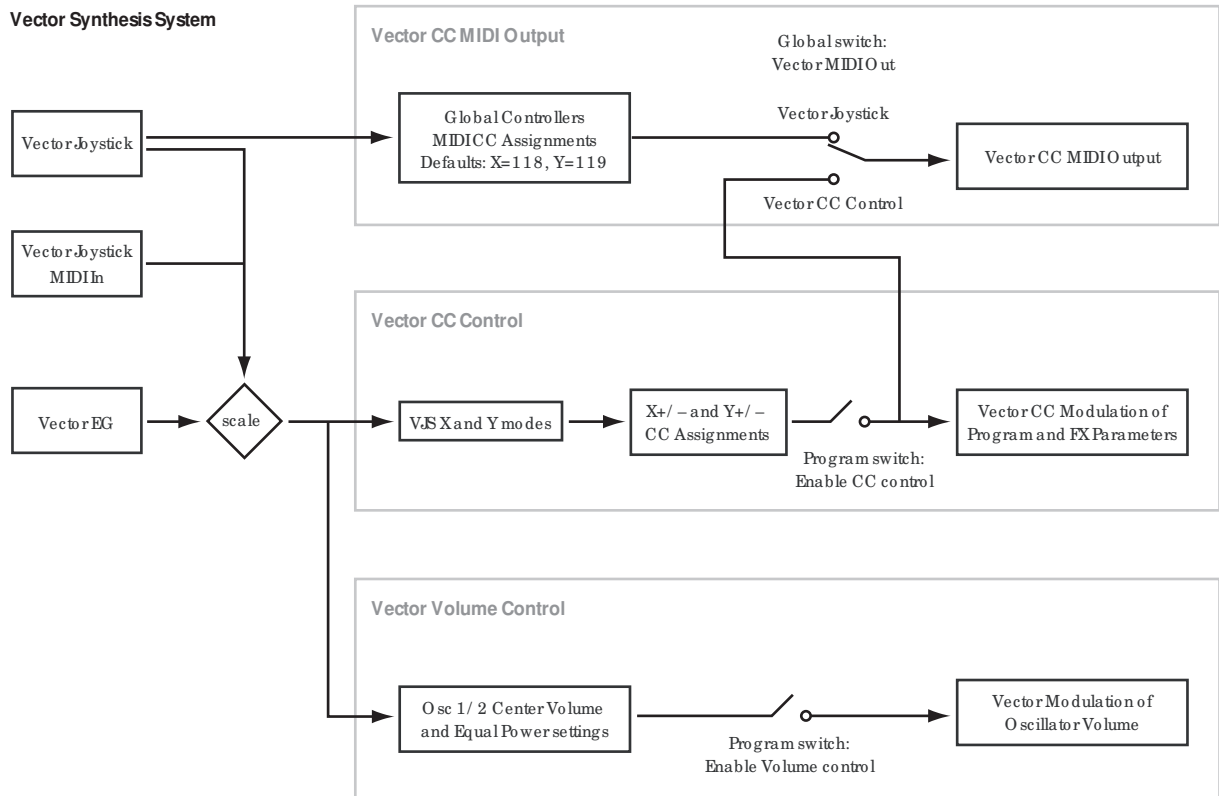 Vector Synthesis System
Vector CC MIDI Output
Global switch:
Vector MIDI Out
Vector Joystick
Global Controllers
MIDI CC Assignments
Defaults: X=118, Y=119
Vector Joystick
Vector CC MIDI Output
Vector CC Control
Vector Joystick
MIDI In
Vector CC Control
Vector EG
scale
VJS X and Y modes
X+/– and Y+/–
CC Assignments
Vector CC Modulation of
Program and FX Parameters
Program switch:
Enable CC control
Vector Volume Control
Osc 1/2 Center Volume
and Equal Power settings
Vector Modulation of
Oscillator Volume
Program switch:
Enable Volume control